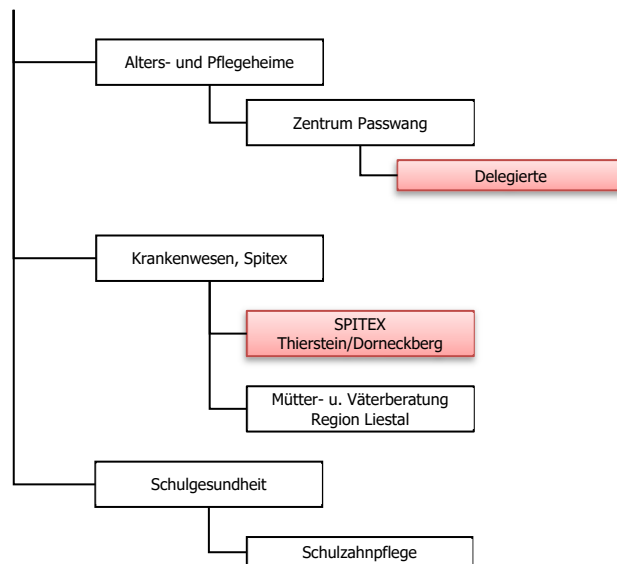 Alters- und Pflegeheime
Zentrum Passwang
Delegierte
Krankenwesen, Spitex
SPITEX
Thierstein/Dorneckberg
Mütter- u. Väterberatung
Region Liestal
Schulgesundheit
Schulzahnpflege